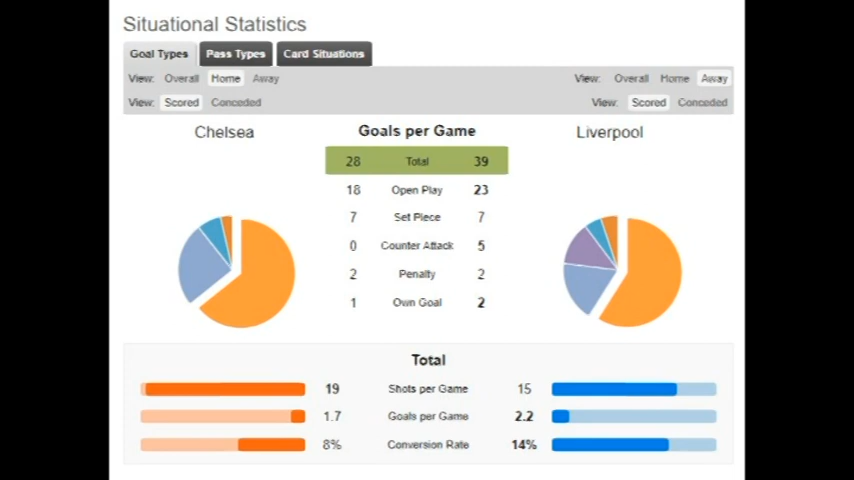 Situational Statistics
Goal Types Pass Types Card Situations
View: Overall Home Away View: Overall Home Away
View: Scored Conceded View: Scored Conceded
Chelsea Goals per Game Liverpool
28 Total 39
18 Open Play 23
7 Set Piece 7
0 Counter Attack 5
2 Penalty 2
1 Own Goal 2
Total
19 Shots per Game 15
1.7 Goals per Game 2.2
8% Conversion Rate 14%